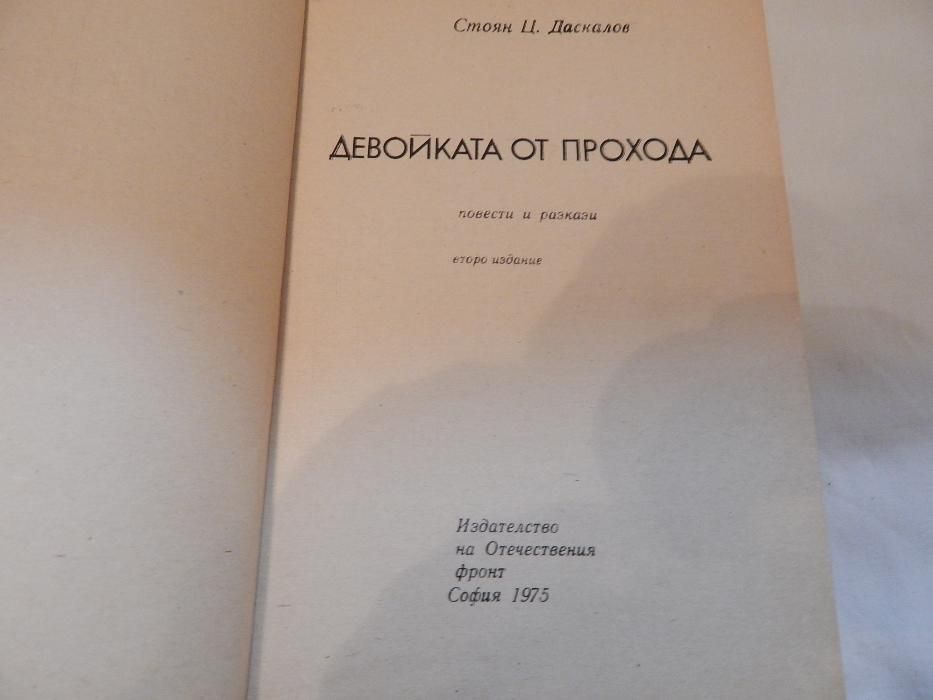 Стоян Ц. Даскалов
ДЕВОЙКАТА ОТ ПРОХОДА
повести и разкази
второ издание
Издателство
на Отечествения
фронт
София 1975